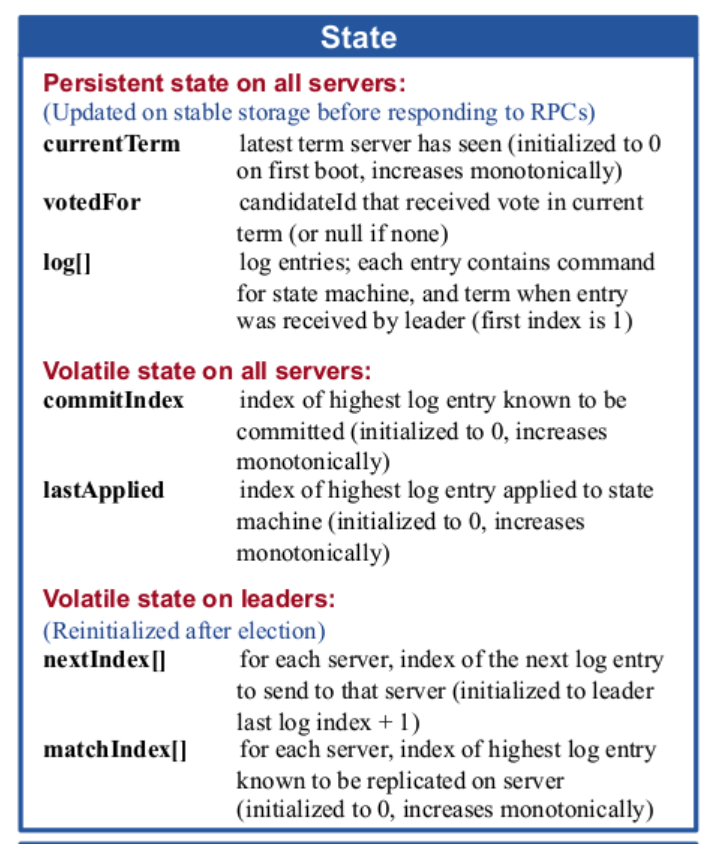 State
Persistent state on all servers:
(Updated on stable storage before responding to RPCs)
currentTerm latest term server has seen (initialized to 0
on first boot, increases monotonically)
votedFor candidateId that received vote in current
term (or null if none)
log[] log entries; each entry contains command
for state machine, and term when entry
was received by leader (first index is 1)
Volatile state on all servers:
commitIndex index of highest log entry known to be
committed (initialized to 0, increases
monotonically)
lastApplied index of highest log entry applied to state
machine (initialized to 0, increases
monotonically)
Volatile state on leaders:
(Reinitialized after election)
nextIndex[] for each server, index of the next log entry
to send to that server (initialized to leader
last log index + 1)
matchIndex[] for each server, index of highest log entry
known to be replicated on server
(initialized to 0, increases monotonically)